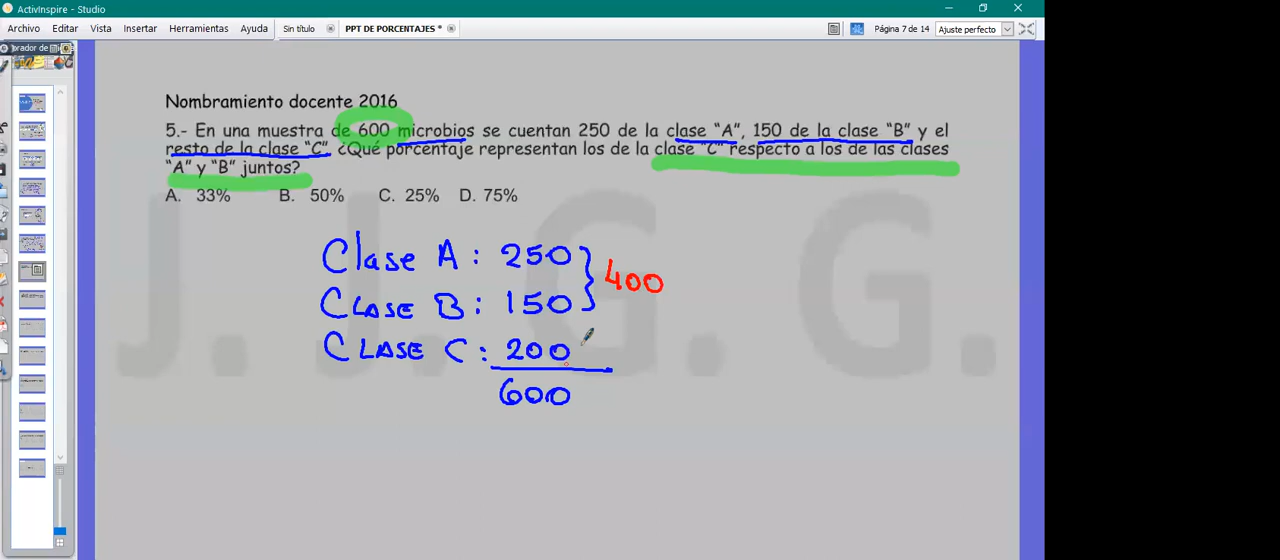 ActivInspire - Studio
Archivo Editar Vista Insertar Herramientas Ayuda
Sin título
PPT DE PORCENTAJES *
Página 7 de 14
Ajuste perfecto
Nombramiento docente 2016
5.- En una muestra de 600 microbios se cuentan 250 de la clase "A", 150 de la clase "B" y el
resto de la clase "C" ¿Qué porcentaje representan los de la clase "C" respecto a los de las clases
"A" y "B" juntos?
A. 33% B. 50% C. 25% D. 75%
Clase A : 250
CLASE B : 150
400
CLASE C : 200
600
J. J. G. G.